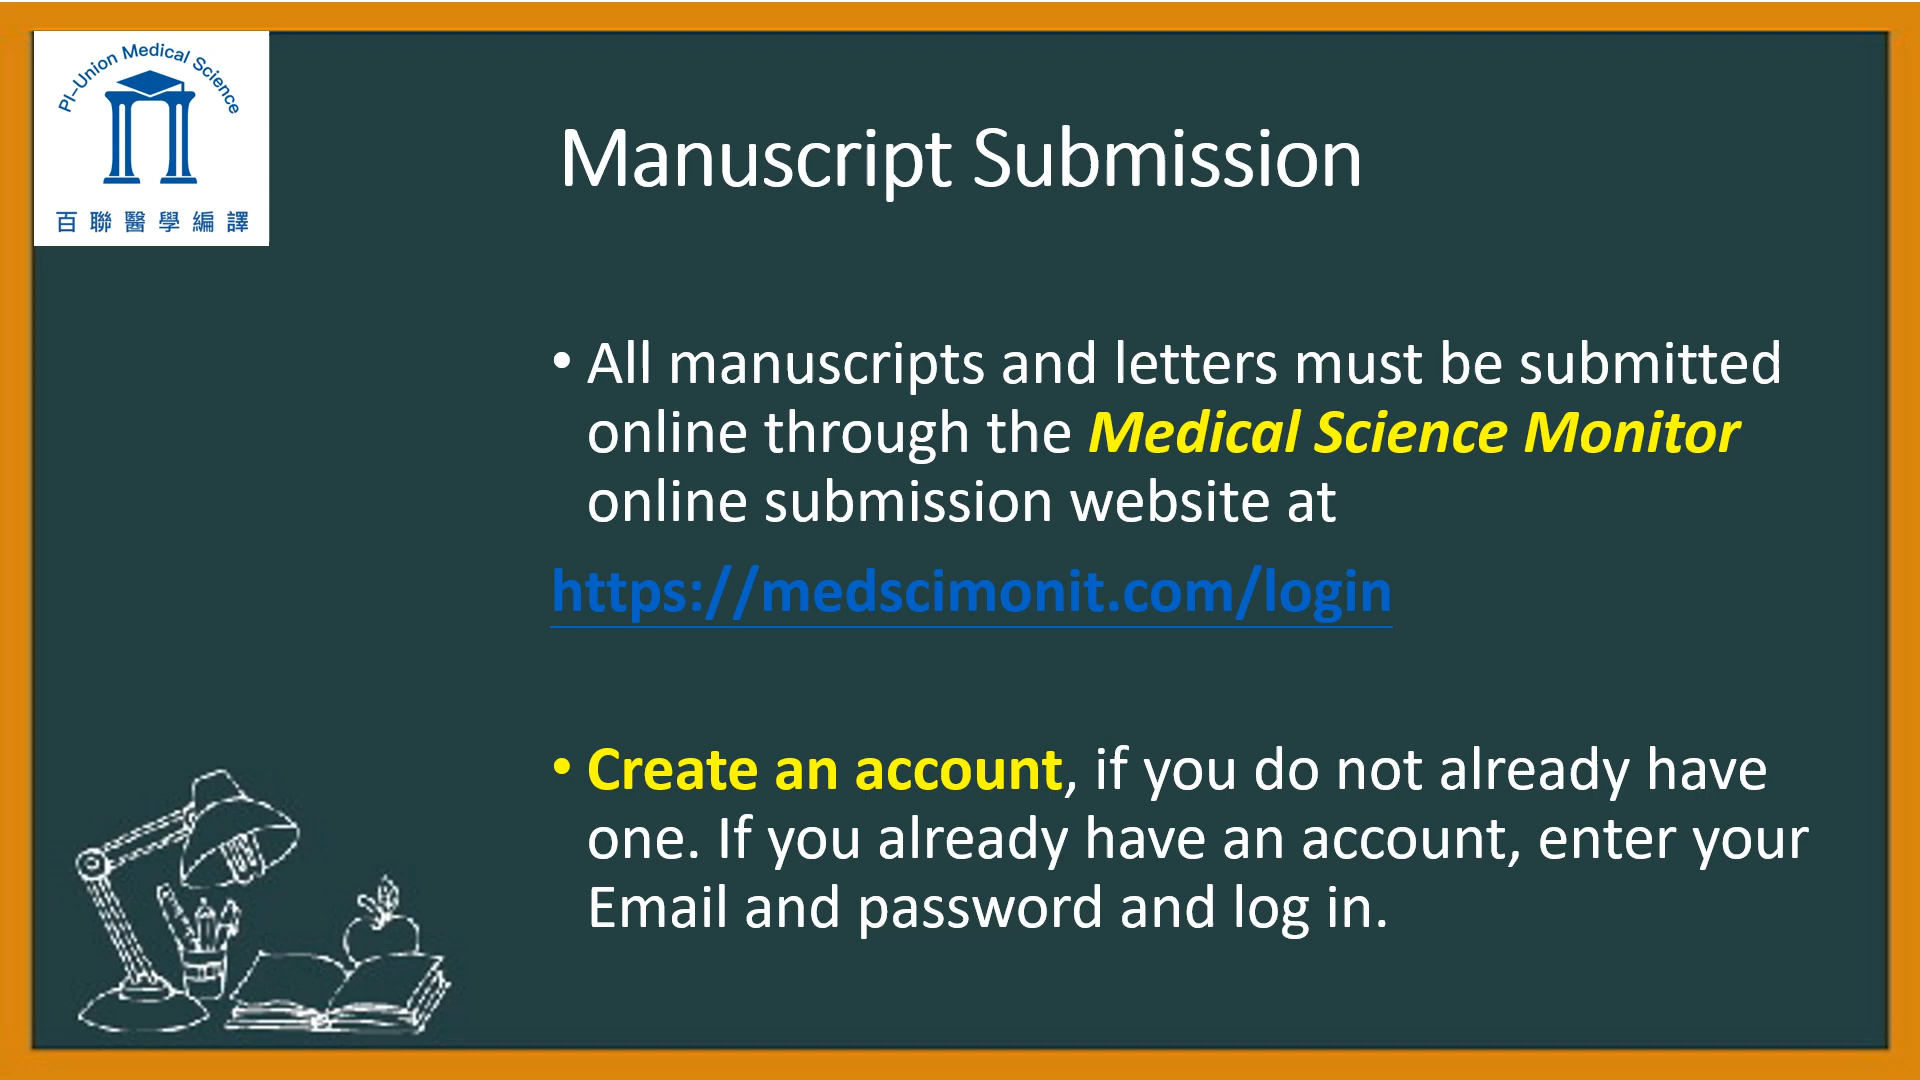 PI-Union Medical Science
百聯醫學編譯
Manuscript Submission
• All manuscripts and letters must be submitted
online through the Medical Science Monitor
online submission website at
https://medscimonit.com/login
• Create an account, if you do not already have
one. If you already have an account, enter your
Email and password and log in.